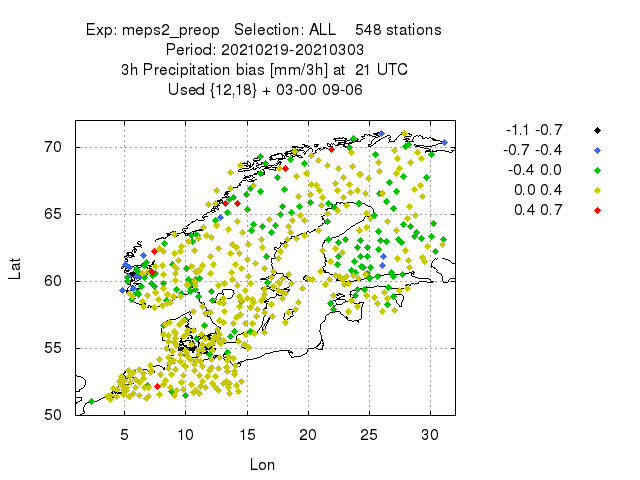 Exp: meps2_preop   Selection: ALL    548 stations
Period: 20210219-20210303
3h Precipitation bias [mm/3h] at  21 UTC
Used {12,18} + 03-00 09-06
-1.1 -0.7
-0.7 -0.4
-0.4 0.0
0.0 0.4
0.4 0.7
70
65
60
55
50
Lat
5 10 15 20 25 30
Lon